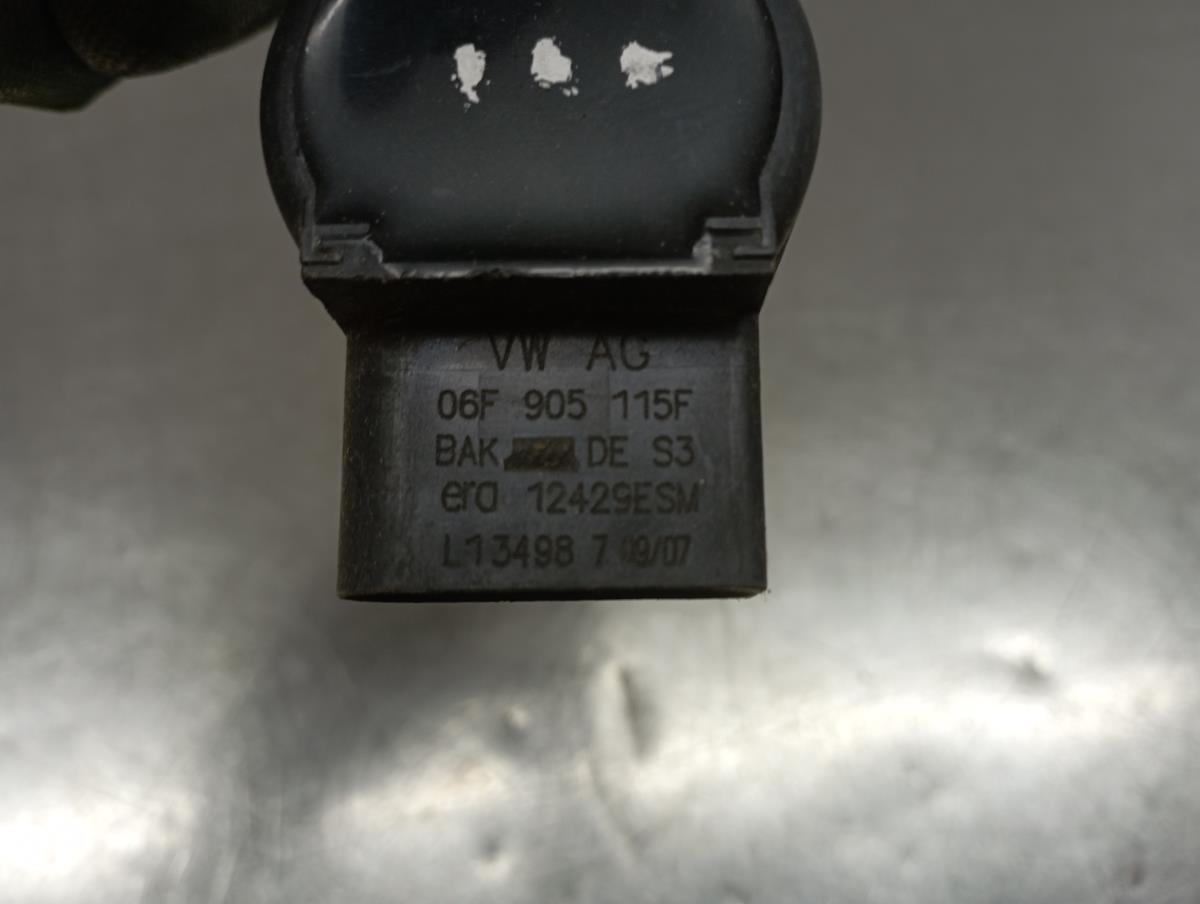 VW AG
06F 905 115F
BAK DE S3
era 12429ESM
L13498 7 09/07